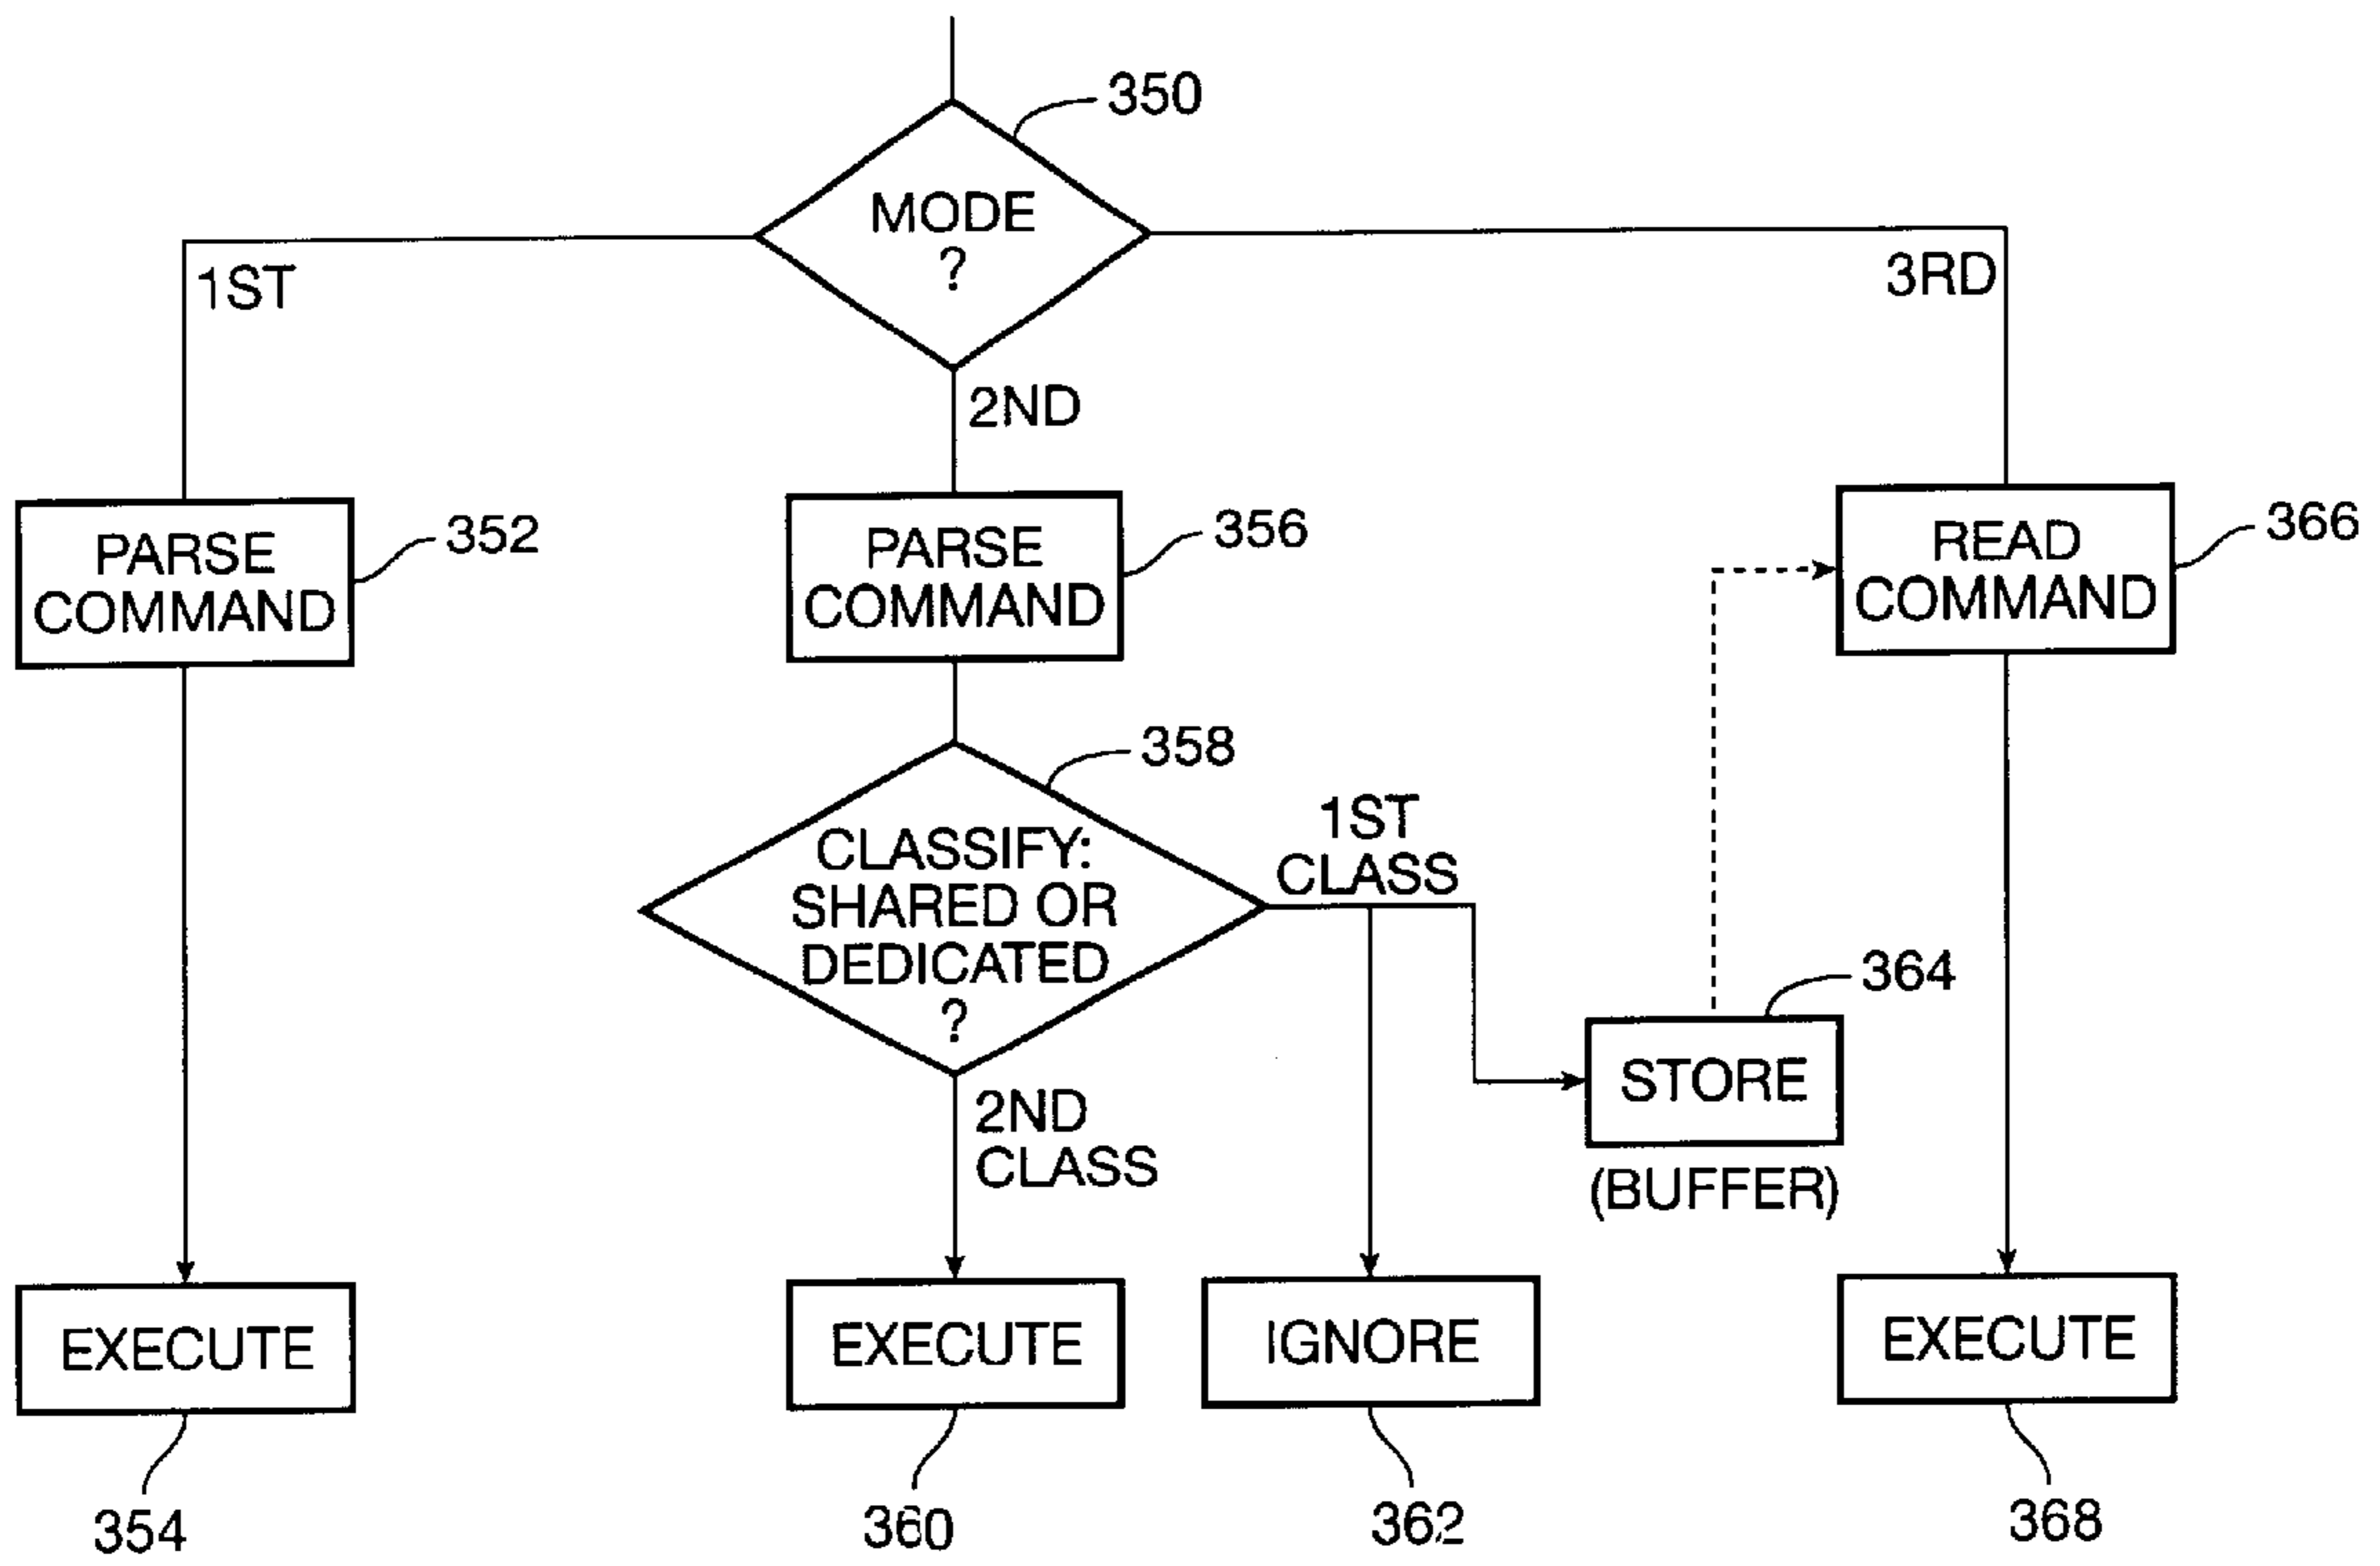 350
MODE
?
1ST
3RD
2ND
PARSE
COMMAND
352
PARSE
COMMAND
356
READ
COMMAND
366
358
CLASSIFY:
SHARED OR
DEDICATED
?
1ST
CLASS
364
STORE
(BUFFER)
2ND
CLASS
EXECUTE
EXECUTE
IGNORE
EXECUTE
354
360
362
368